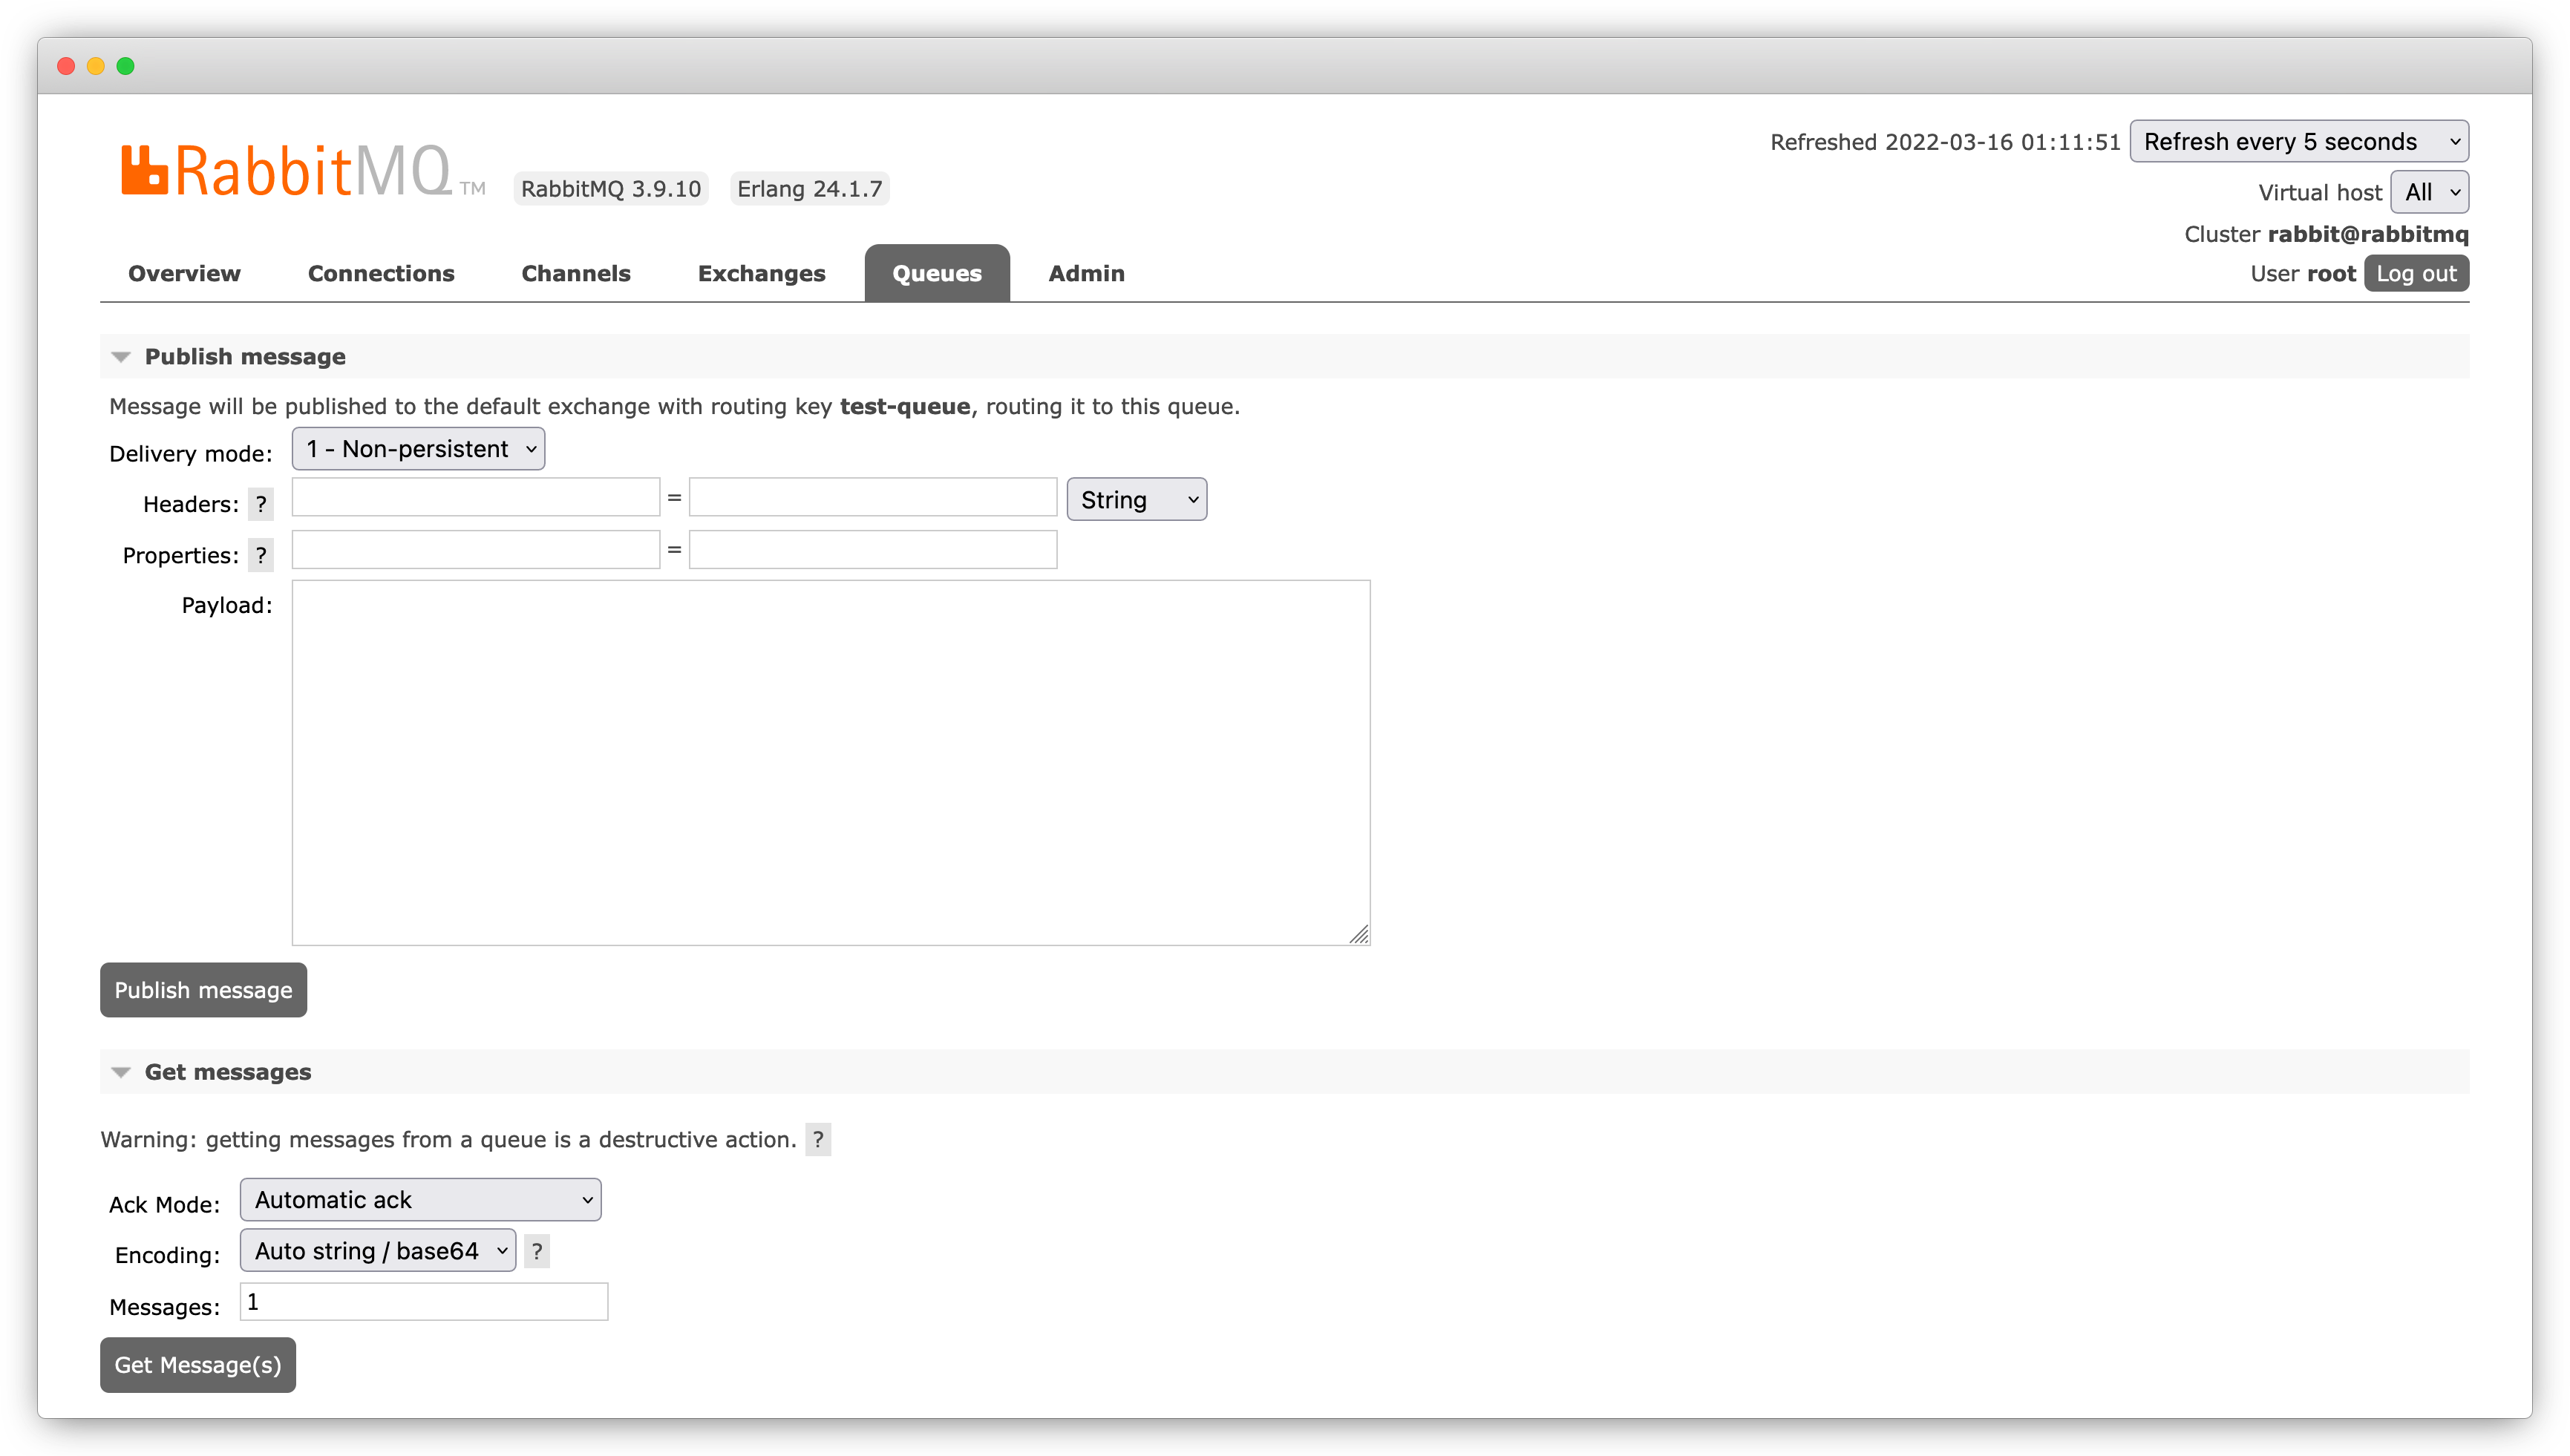 RabbitMQ TM RabbitMQ 3.9.10 Erlang 24.1.7
Refreshed 2022-03-16 01:11:51 Refresh every 5 seconds
Virtual host All
Cluster rabbit@rabbitmq
User root Log out
Overview Connections Channels Exchanges Queues Admin
Publish message
Message will be published to the default exchange with routing key test-queue, routing it to this queue.
Delivery mode: 1 - Non-persistent
Headers: ? = String
Properties: ? =
Payload:
Publish message
Get messages
Warning: getting messages from a queue is a destructive action. ?
Ack Mode: Automatic ack
Encoding: Auto string / base64 ?
Messages: 1
Get Message(s)